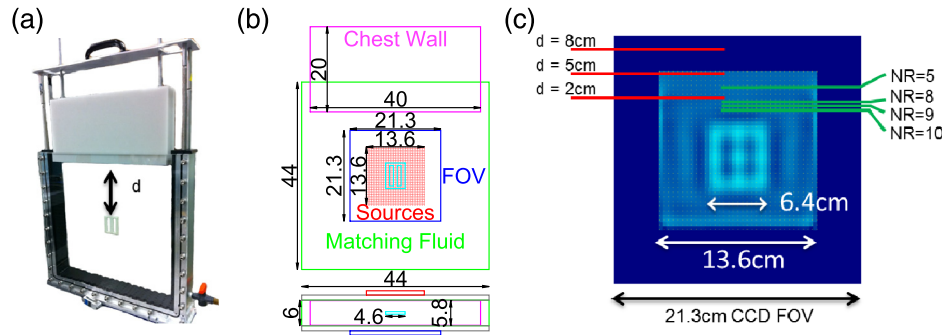 (a)
d
(b)
Chest Wall
20
40
21.3
13.6
44
21.3
13.6
FOV
Sources
Matching Fluid
44
6
4.6
5.8
(c)
d = 8cm
d = 5cm
d = 2cm
NR=5
NR=8
NR=9
NR=10
6.4cm
13.6cm
21.3cm CCD FOV